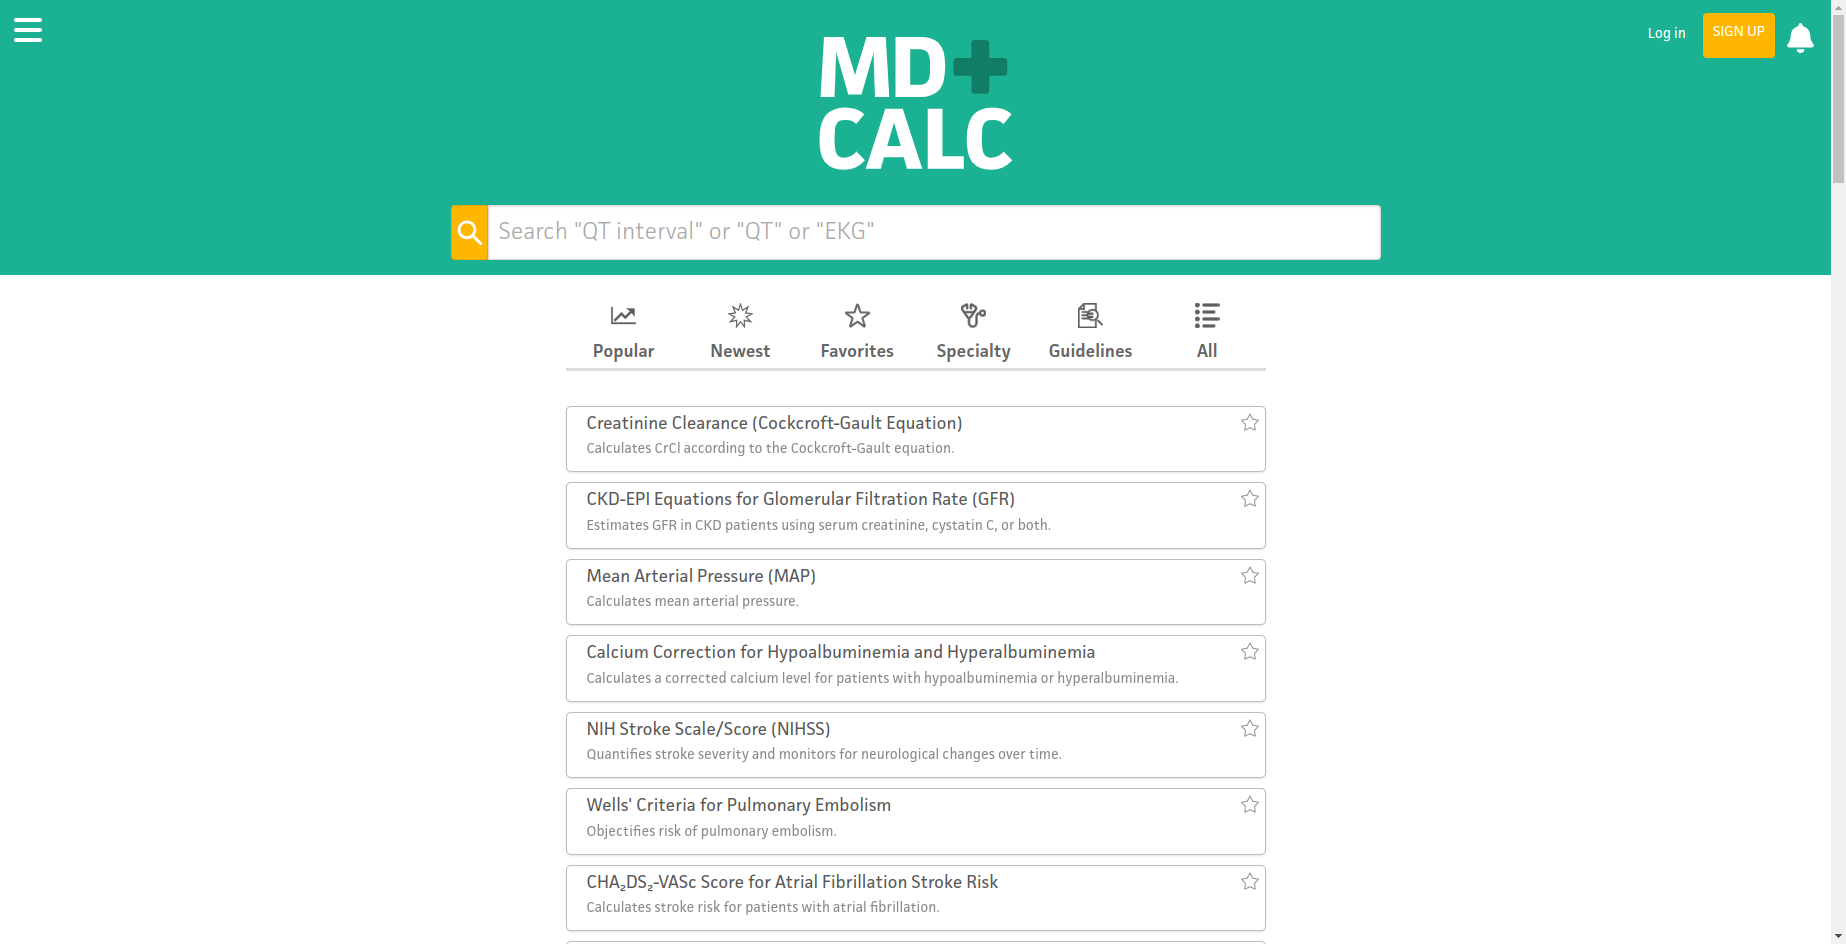 Log in
SIGN UP
MD
CALC
Search "QT interval" or "QT" or "EKG"
Popular
Newest
Favorites
Specialty
Guidelines
All
Creatinine Clearance (Cockcroft-Gault Equation)
Calculates CrCl according to the Cockcroft-Gault equation.
CKD-EPI Equations for Glomerular Filtration Rate (GFR)
Estimates GFR in CKD patients using serum creatinine, cystatin C, or both.
Mean Arterial Pressure (MAP)
Calculates mean arterial pressure.
Calcium Correction for Hypoalbuminemia and Hyperalbuminemia
Calculates a corrected calcium level for patients with hypoalbuminemia or hyperalbuminemia.
NIH Stroke Scale/Score (NIHSS)
Quantifies stroke severity and monitors for neurological changes over time.
Wells' Criteria for Pulmonary Embolism
Objectifies risk of pulmonary embolism.
CHA₂DS₂-VASc Score for Atrial Fibrillation Stroke Risk
Calculates stroke risk for patients with atrial fibrillation.